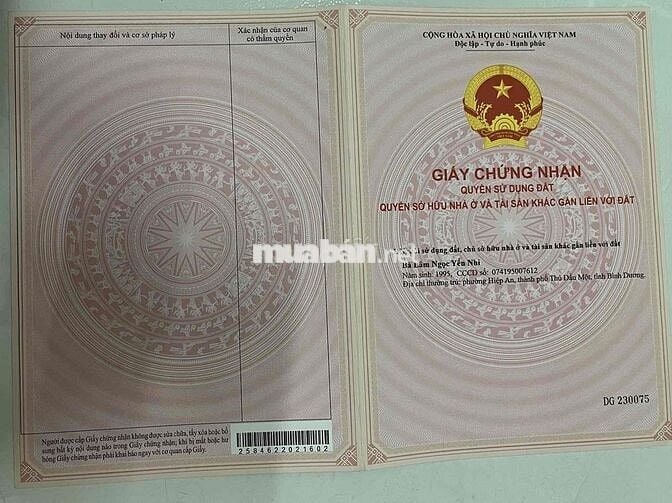 Nội dung thay đổi và cơ sở pháp lý
Xác nhận của cơ quan
có thẩm quyền
Người được cấp Giấy chứng nhận không được sửa chữa, tẩy xóa hoặc bổ
sung bất kỳ nội dung nào trong Giấy chứng nhận; khi bị mất hoặc hư
hỏng Giấy chứng nhận phải khai báo ngay với cơ quan cấp Giấy.
2584622021602
CỘNG HÒA XÃ HỘI CHỦ NGHĨA VIỆT NAM
Độc lập - Tự do - Hạnh phúc
GIẤY CHỨNG NHẬN
QUYỀN SỬ DỤNG ĐẤT
QUYỀN SỞ HỮU NHÀ Ở VÀ TÀI SẢN KHÁC GẮN LIỀN VỚI ĐẤT
sử dụng đất, chủ sở hữu nhà ở và tài sản khác gắn liền với đất
Bà Lâm Ngọc Yến Nhi
Năm sinh: 1995, CCCD số: 074195007612
Địa chỉ thường trú: phường Hiệp An, thành phố Thủ Dầu Một, tỉnh Bình Dương.
DG 230075
muaban.net